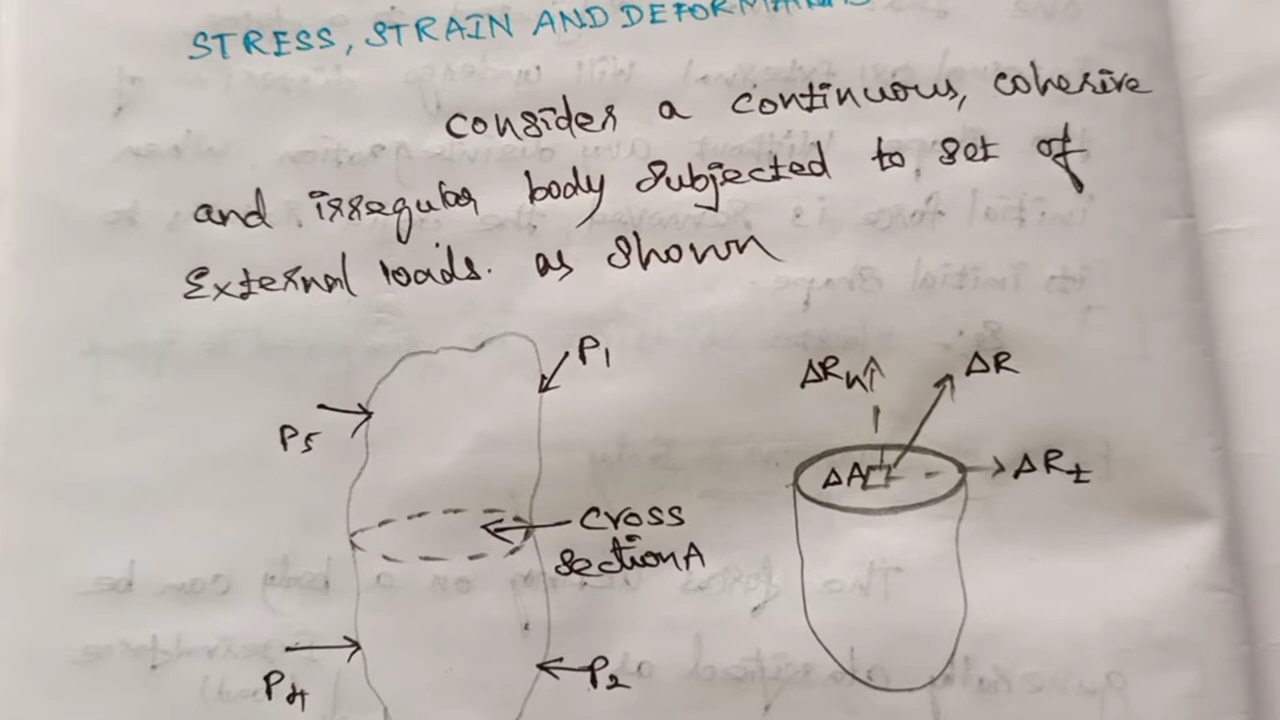 STRESS, STRAIN AND DEFORMATIONS
consider a continuous, cohesive
and irregular body subjected to set of
External loads. as shown
P1
P5
Cross
section A
P4
P2
ΔRn
ΔR
ΔA
ΔRt